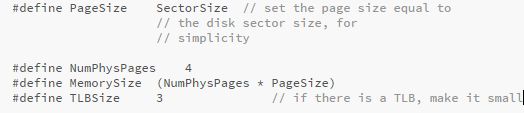 #define PageSize    SectorSize  // set the page size equal to
                    // the disk sector size, for
                    // simplicity

#define NumPhysPages    4
#define MemorySize  (NumPhysPages * PageSize)
#define TLBSize     3           // if there is a TLB, make it small